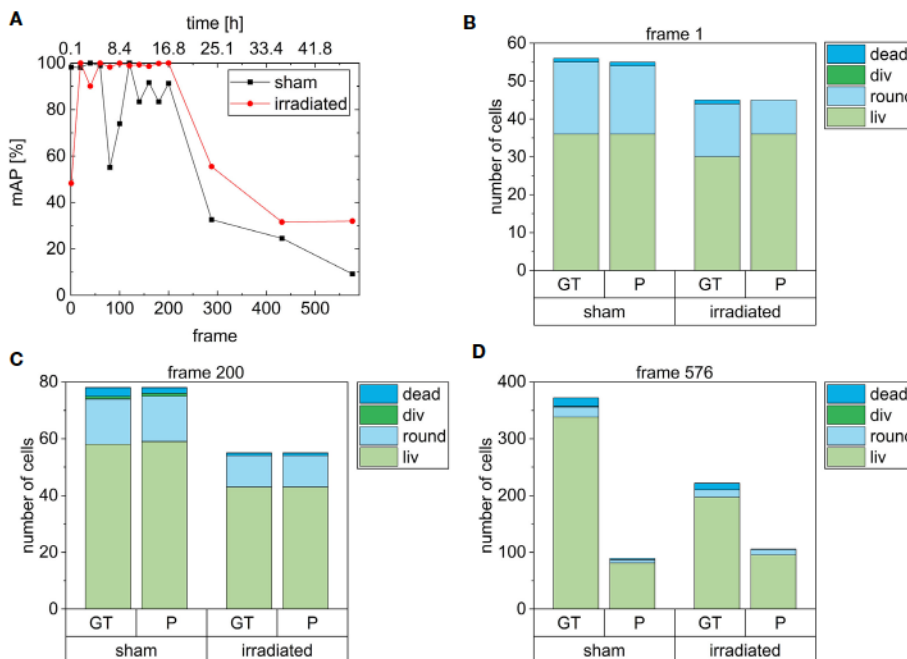 A
time [h]
0.1 8.4 16.8 25.1 33.4 41.8
100
80
60
40
20
0
mAP [%]
sham
irradiated
0 100 200 300 400 500
frame
B
frame 1
60
50
40
30
20
10
0
number of cells
GT P GT P
sham irradiated
dead
div
round
liv
C
frame 200
80
60
40
20
0
number of cells
GT P GT P
sham irradiated
dead
div
round
liv
D
frame 576
400
300
200
100
0
number of cells
GT P GT P
sham irradiated
dead
div
round
liv